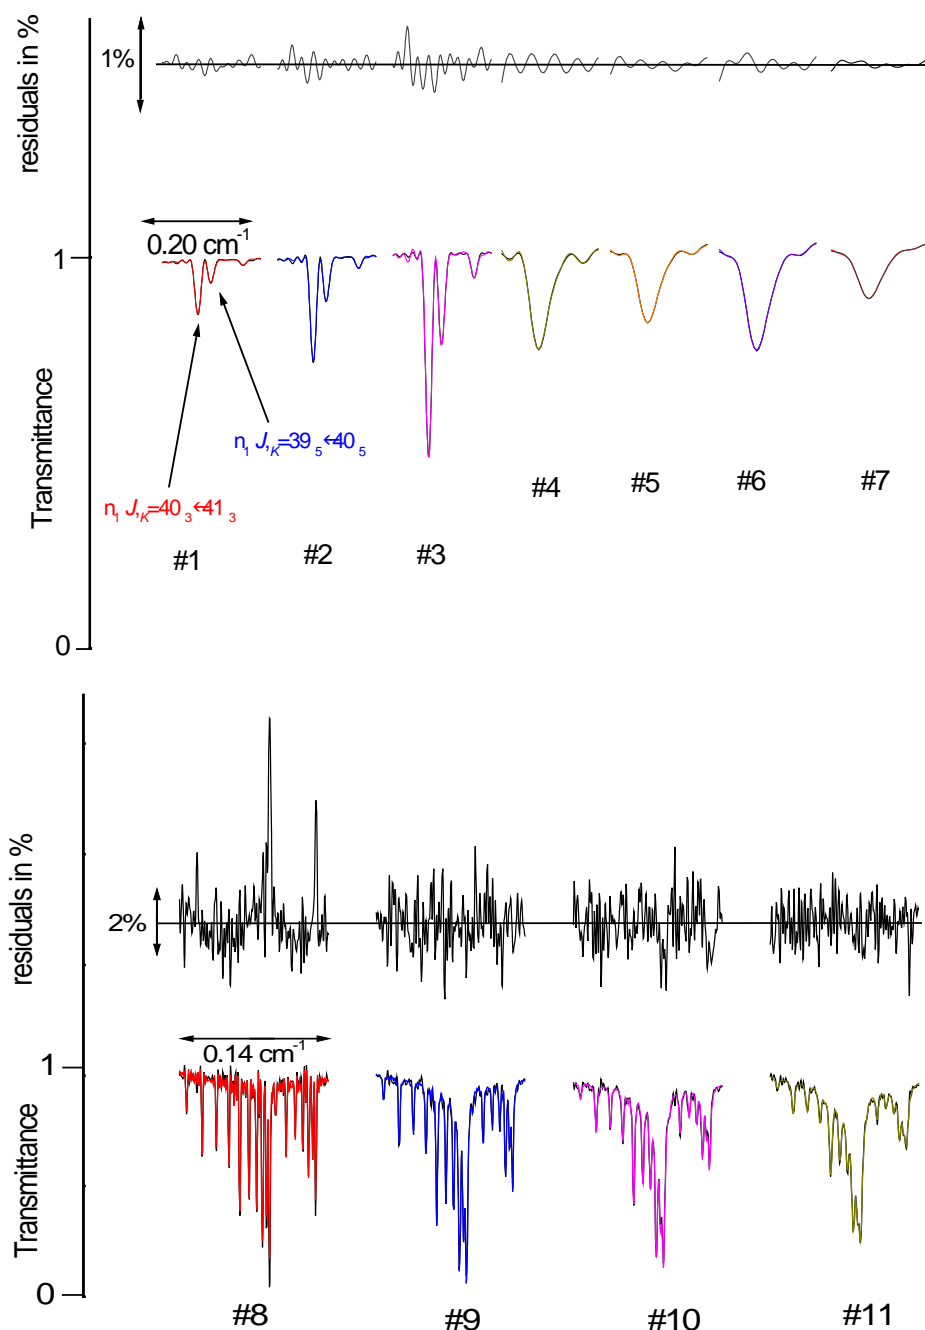 residuals in %
1%
1
0.20 cm-1
Transmittance
n1 J,K=39 5←40 5
n1 J,K=40 3←41 3
#1
#2
#3
#4
#5
#6
#7
0
residuals in %
2%
1
0.14 cm-1
Transmittance
0
#8
#9
#10
#11